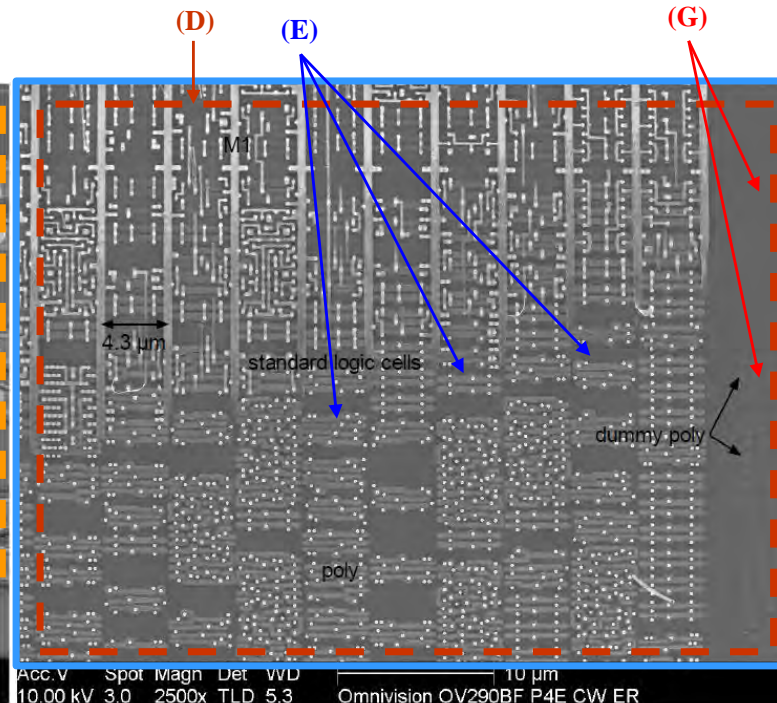 (D)
(E)
(G)
M1
4.3 µm
standard logic cells
dummy poly
poly
Acc.V Spot Magn Det WD 10 µm
10.00 kV 3.0 2500x TLD 5.3 Omnivision OV290BF P4E CW ER